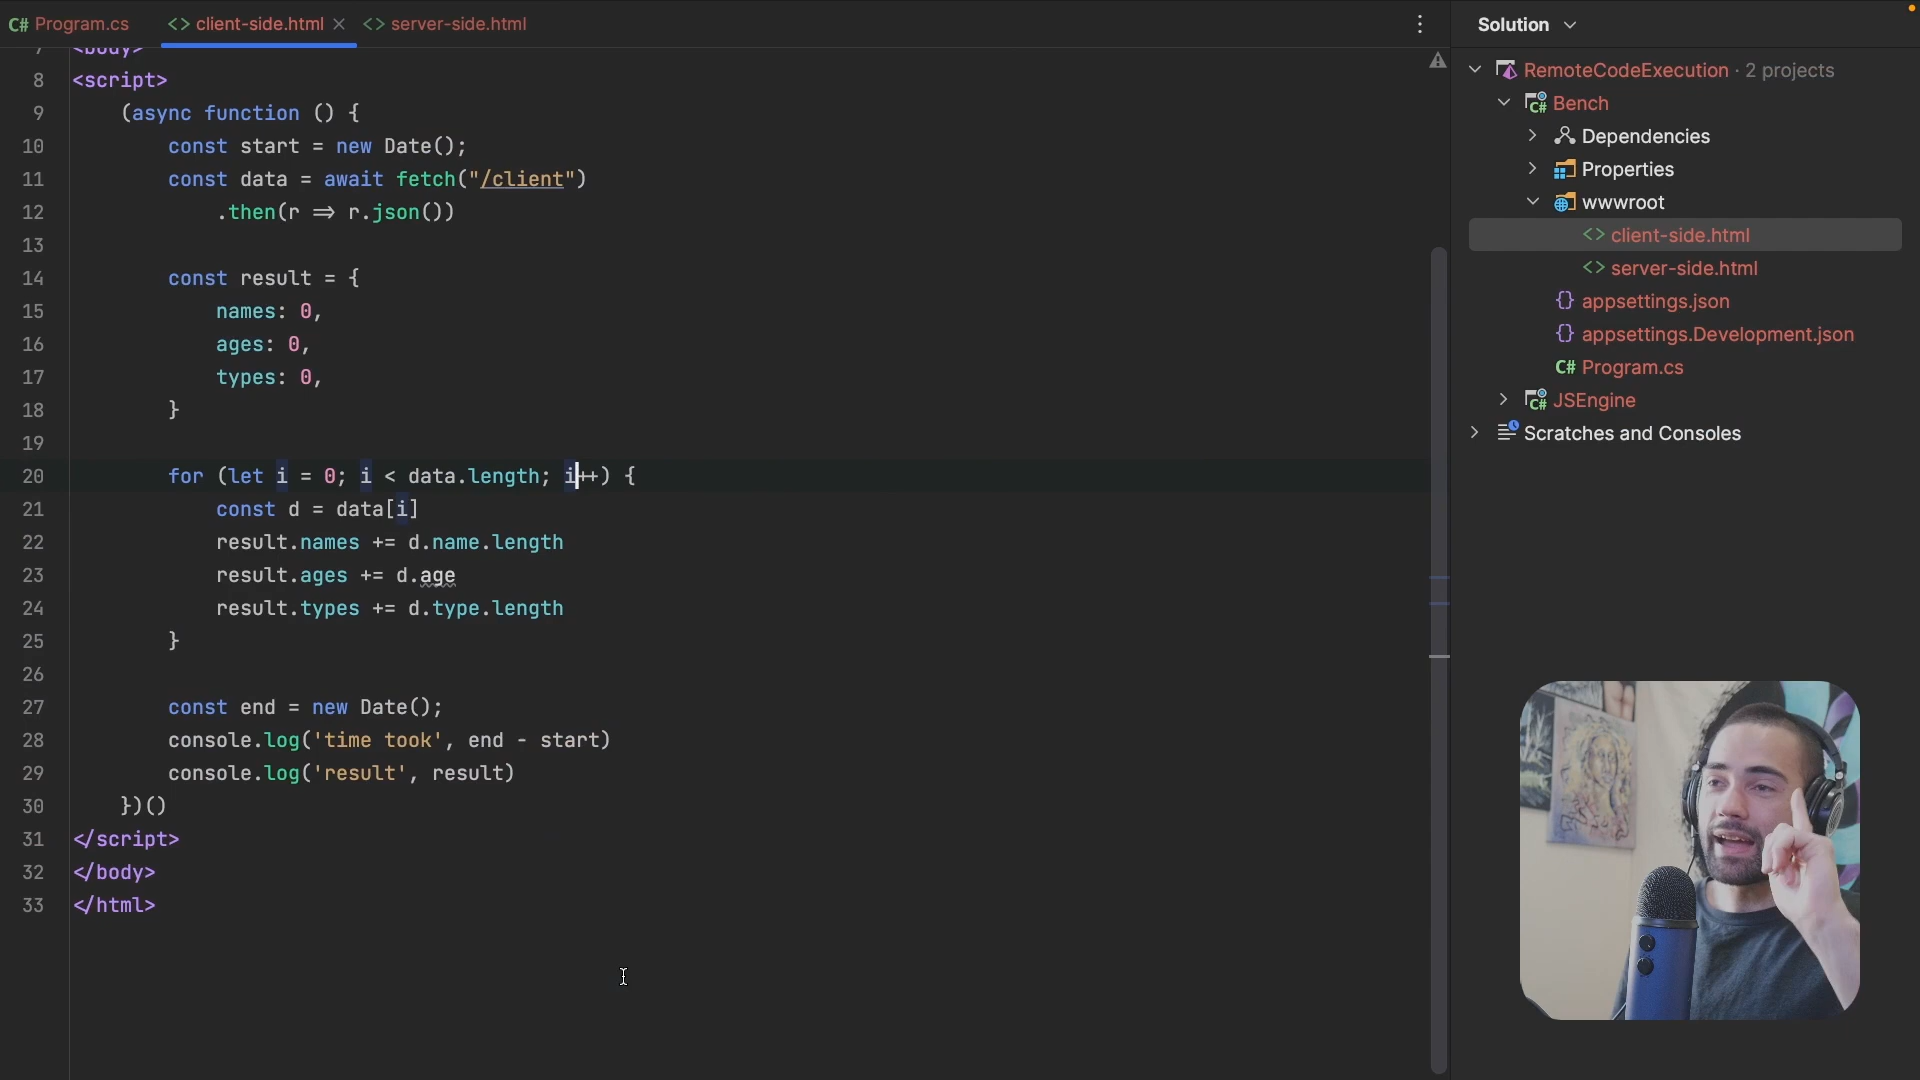 C# Program.cs
<> client-side.html
<> server-side.html
Solution
7 <body>
8 <script>
9 (async function () {
10 const start = new Date();
11 const data = await fetch("/client")
12 .then(r => r.json())
13
14 const result = {
15 names: 0,
16 ages: 0,
17 types: 0,
18 }
19
20 for (let i = 0; i < data.length; i++) {
21 const d = data[i]
22 result.names += d.name.length
23 result.ages += d.age
24 result.types += d.type.length
25 }
26
27 const end = new Date();
28 console.log('time took', end - start)
29 console.log('result', result)
30 })()
31 </script>
32 </body>
33 </html>
RemoteCodeExecution · 2 projects
C# Bench
Dependencies
Properties
wwwroot
<> client-side.html
<> server-side.html
{} appsettings.json
{} appsettings.Development.json
C# Program.cs
C# JSEngine
Scratches and Consoles